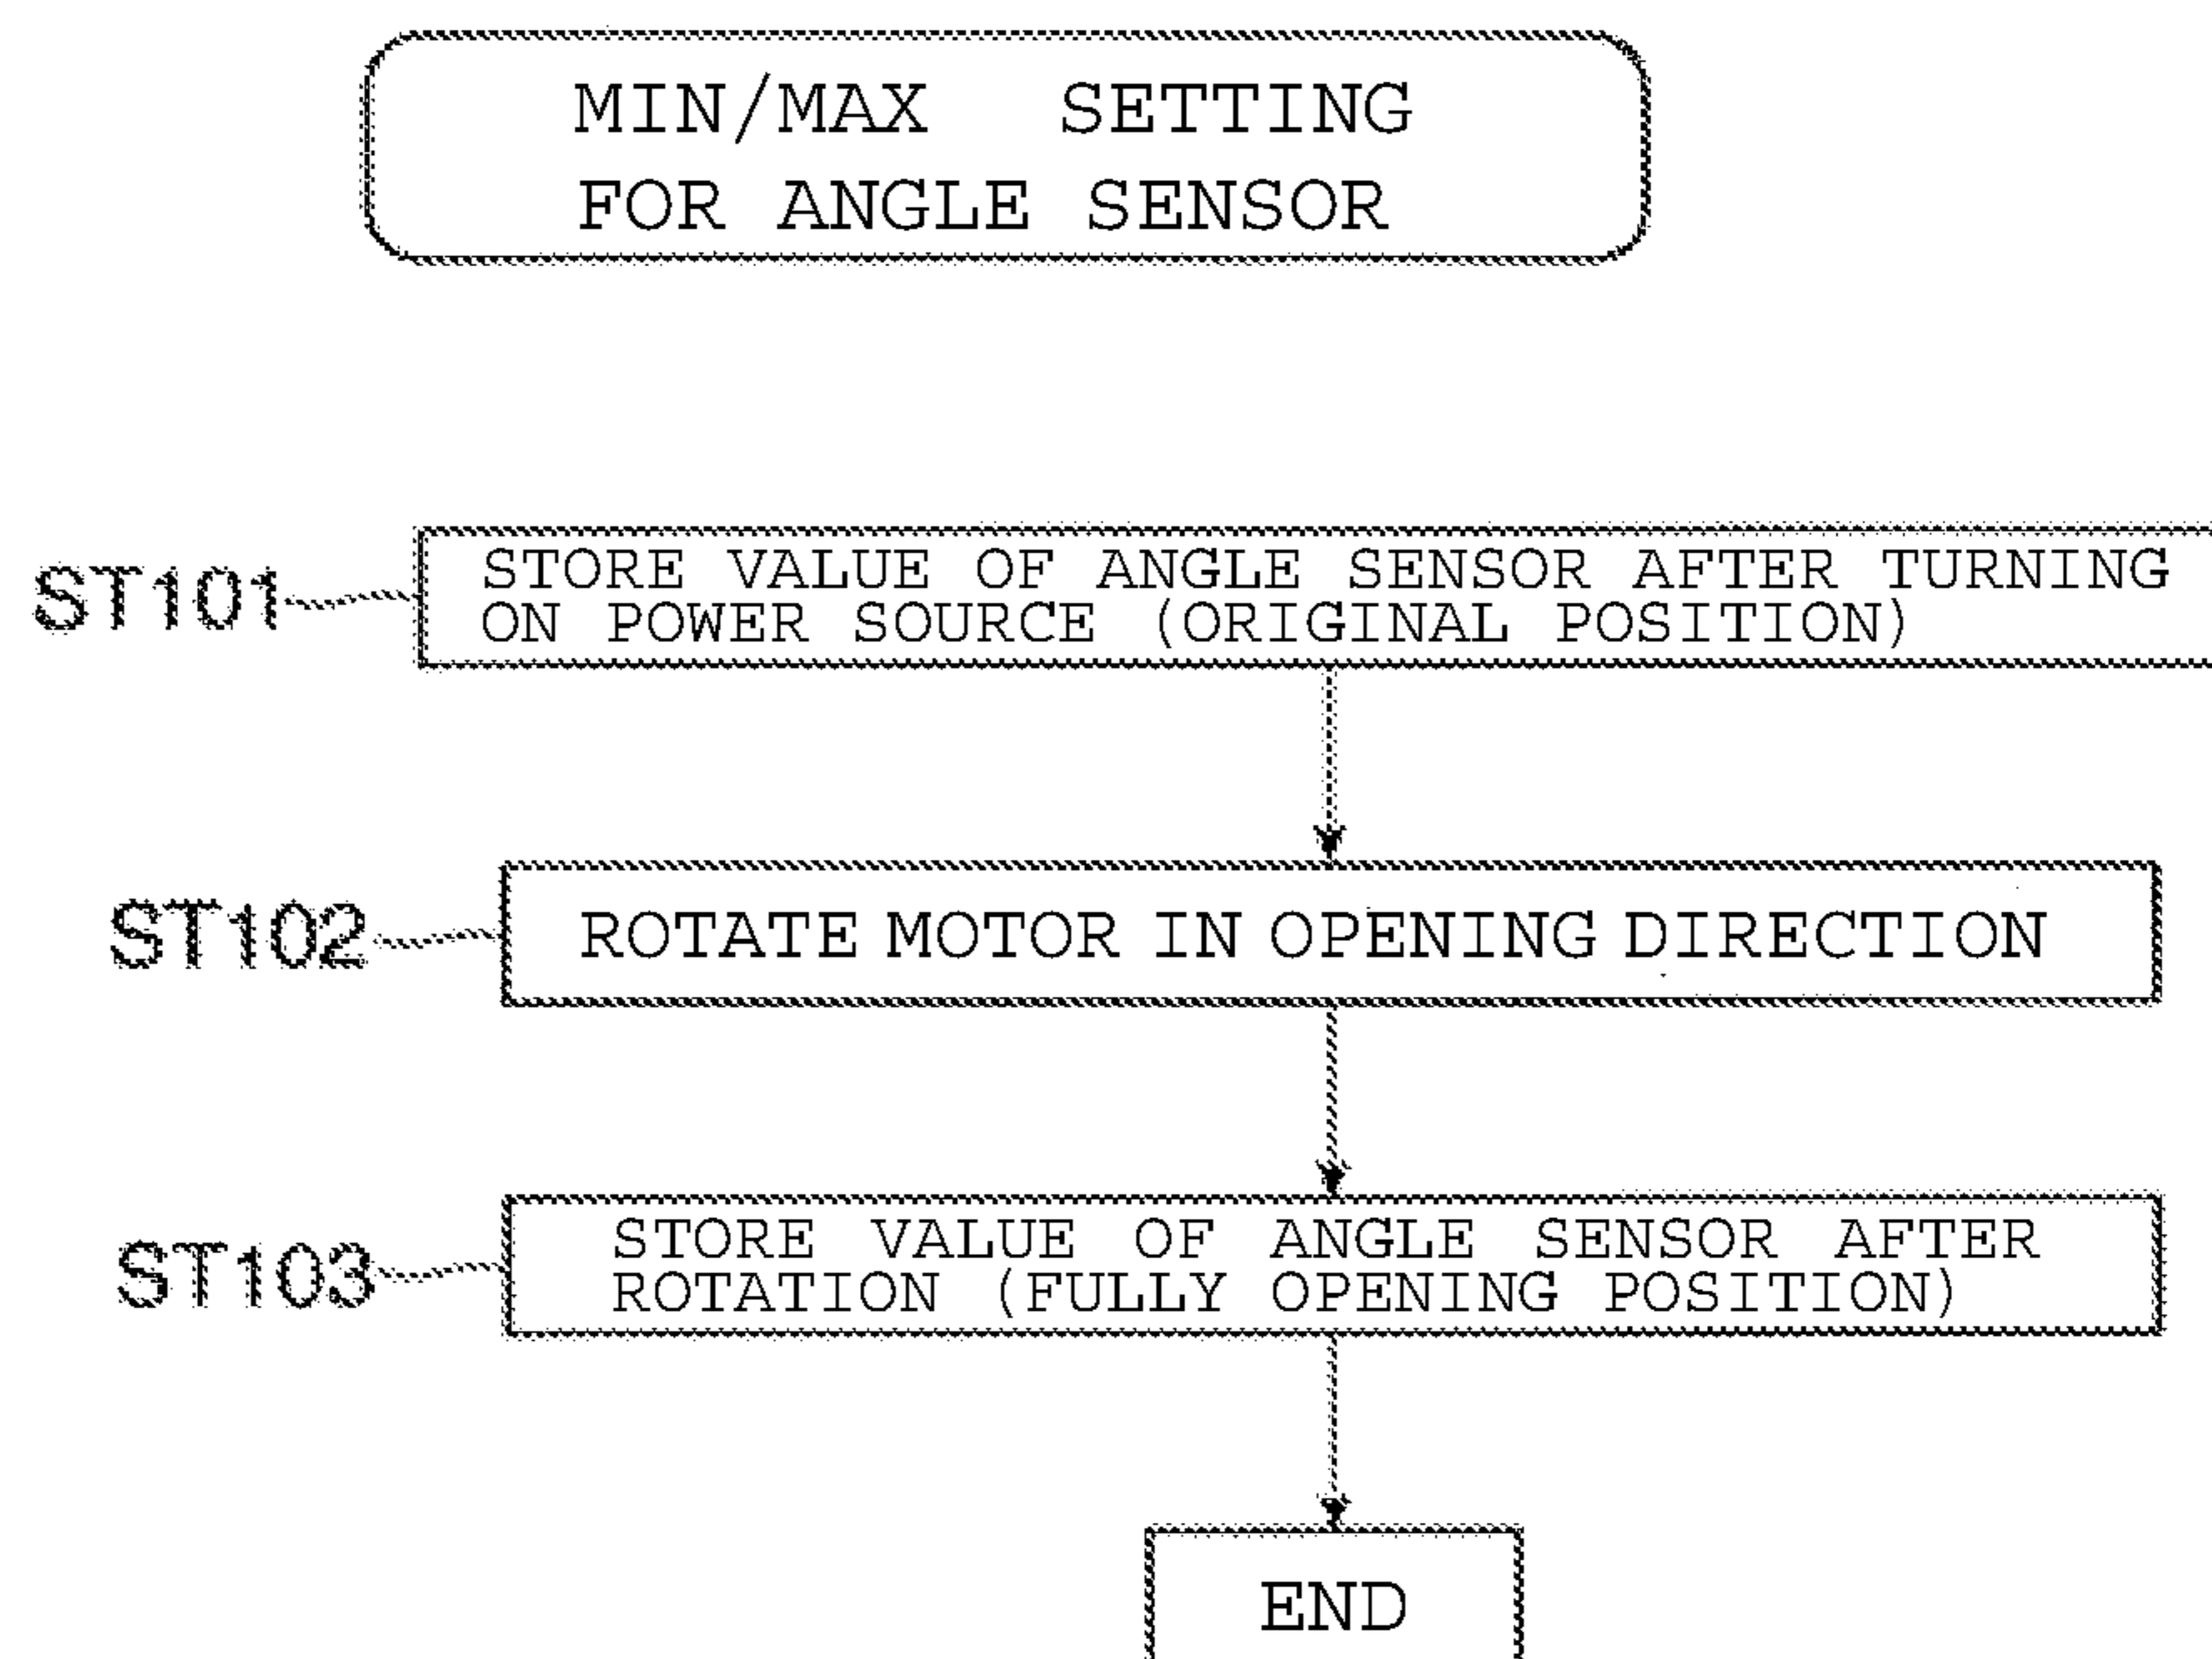 MIN/MAX SETTING
FOR ANGLE SENSOR
ST101
STORE VALUE OF ANGLE SENSOR AFTER TURNING
ON POWER SOURCE (ORIGINAL POSITION)
ST102
ROTATE MOTOR IN OPENING DIRECTION
ST103
STORE VALUE OF ANGLE SENSOR AFTER
ROTATION (FULLY OPENING POSITION)
END